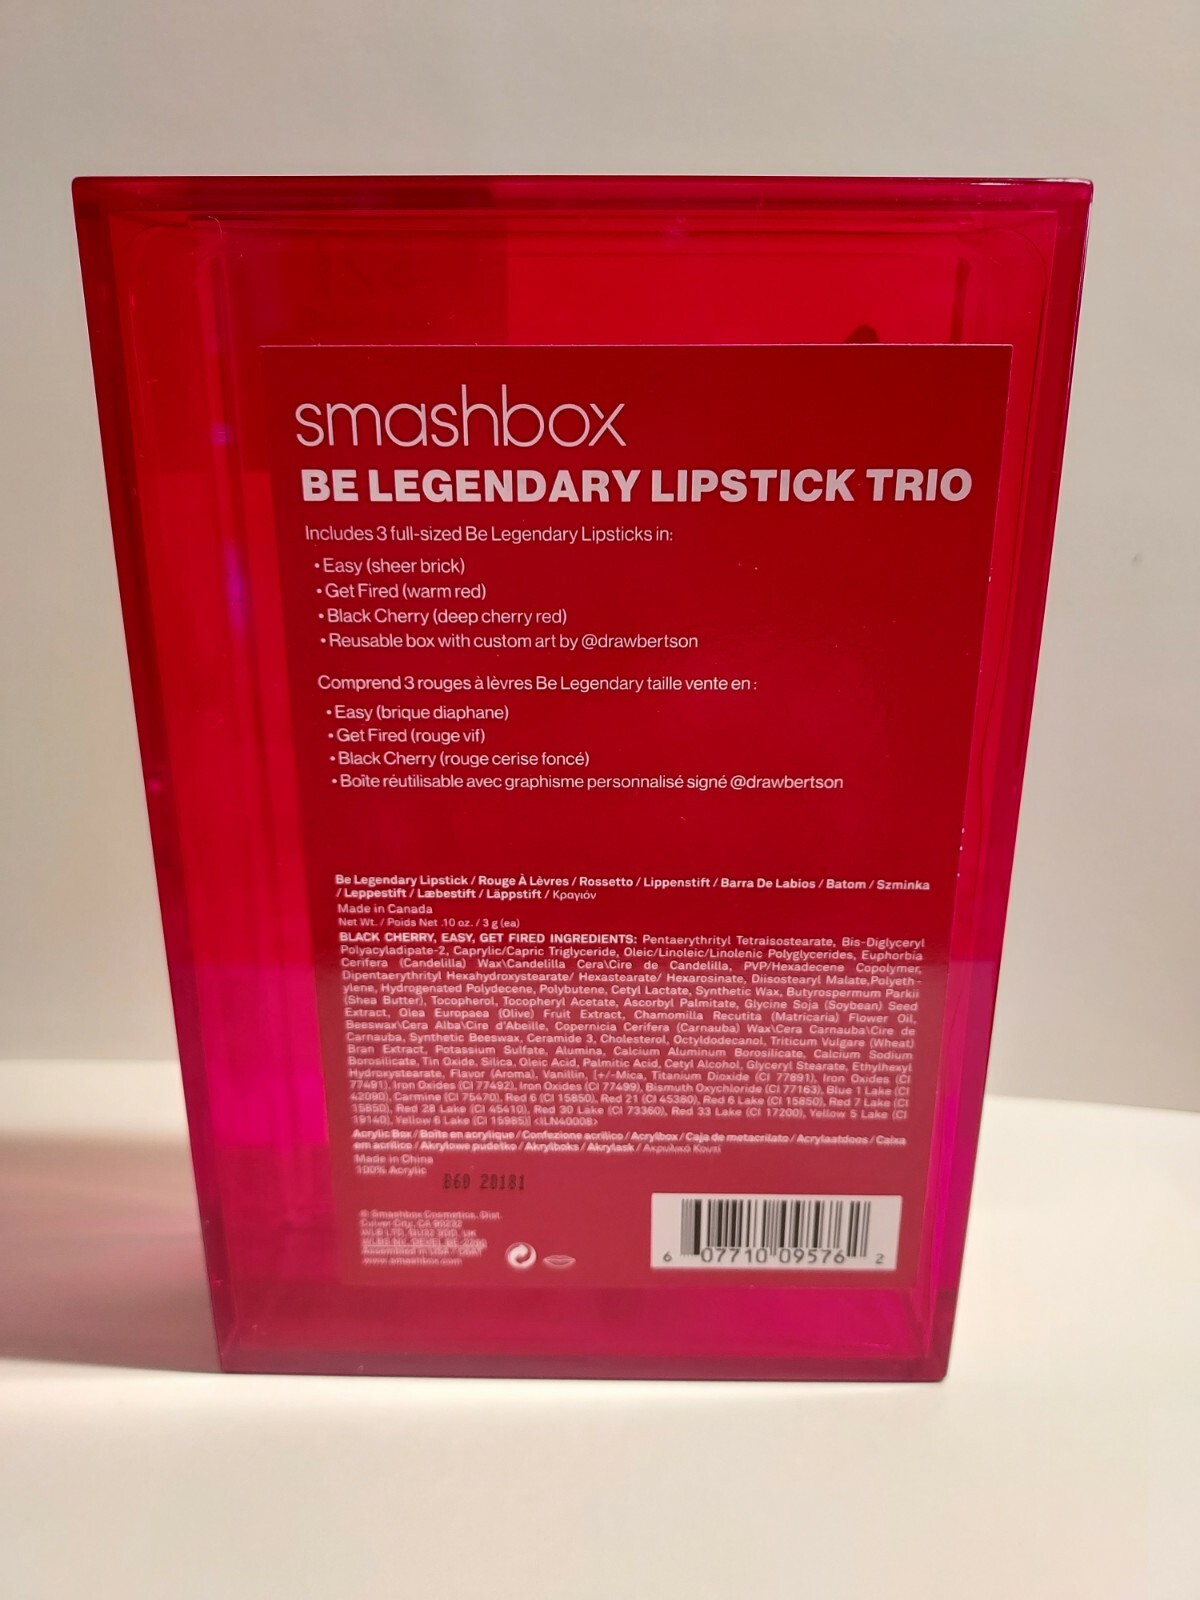 smashbox
BE LEGENDARY LIPSTICK TRIO
Includes 3 full-sized Be Legendary Lipsticks in:
• Easy (sheer brick)
• Get Fired (warm red)
• Black Cherry (deep cherry red)
• Reusable box with custom art by @drawbertson
Comprend 3 rouges à lèvres Be Legendary taille vente en :
• Easy (brique diaphane)
• Get Fired (rouge vif)
• Black Cherry (rouge cerise foncé)
• Boîte réutilisable avec graphisme personnalisé signé @drawbertson
Be Legendary Lipstick / Rouge À Lèvres / Rossetto / Lippenstift / Barra De Labios / Batom / Szminka
/ Leppestift / Læbestift / Läppstift / Κραγιόν
Made in Canada
Net Wt. / Poids Net .10 oz. / 3 g (ea)
BLACK CHERRY, EASY, GET FIRED INGREDIENTS: Pentaerythrityl Tetraisostearate, Bis-Diglyceryl
Polyacyladipate-2, Caprylic/Capric Triglyceride, Oleic/Linoleic/Linolenic Polyglycerides, Euphorbia
Cerifera (Candelilla) Wax\Candelilla Cera\Cire de Candelilla, PVP/Hexadecene Copolymer,
Dipentaerythrityl Hexahydroxystearate/ Hexastearate/ Hexarosinate, Diisostearyl Malate,Polyeth-
ylene, Hydrogenated Polydecene, Polybutene, Cetyl Lactate, Synthetic Wax, Butyrospermum Parkii
(Shea Butter), Tocopherol, Tocopheryl Acetate, Ascorbyl Palmitate, Glycine Soja (Soybean) Seed
Extract, Olea Europaea (Olive) Fruit Extract, Chamomilla Recutita (Matricaria) Flower Oil,
Beeswax\Cera Alba\Cire d'Abeille, Copernicia Cerifera (Carnauba) Wax\Cera Carnauba\Cire de
Carnauba, Synthetic Beeswax, Ceramide 3, Cholesterol, Octyldodecanol, Triticum Vulgare (Wheat)
Bran Extract, Potassium Sulfate, Alumina, Calcium Aluminum Borosilicate, Calcium Sodium
Borosilicate, Tin Oxide, Silica, Oleic Acid, Palmitic Acid, Cetyl Alcohol, Glyceryl Stearate, Ethylhexyl
Hydroxystearate, Flavor (Aroma), Vanillin, [+/-Mica, Titanium Dioxide (CI 77891), Iron Oxides (CI
77491), Iron Oxides (CI 77492), Iron Oxides (CI 77499), Bismuth Oxychloride (CI 77163), Blue 1 Lake (CI
42090), Carmine (CI 75470), Red 6 (CI 15850), Red 21 (CI 45380), Red 6 Lake (CI 15850), Red 7 Lake (CI
15850), Red 28 Lake (CI 45410), Red 30 Lake (CI 73360), Red 33 Lake (CI 17200), Yellow 5 Lake (CI
19140), Yellow 6 Lake (CI 15985)] <ILN40008>
Acrylic Box / Boîte en acrylique / Confezione acrilico / Acrylbox / Caja de metacrilato / Acrylaatdoos / Caixa
em acrílico / Akrylowe pudełko / Akrylboks / Akrylask / Ακρυλικό Κουτί
Made in China
100% Acrylic
B60 20181
© Smashbox Cosmetics, Dist.
Culver City, CA 90232
www.smashbox.com
6 07710 09576 2